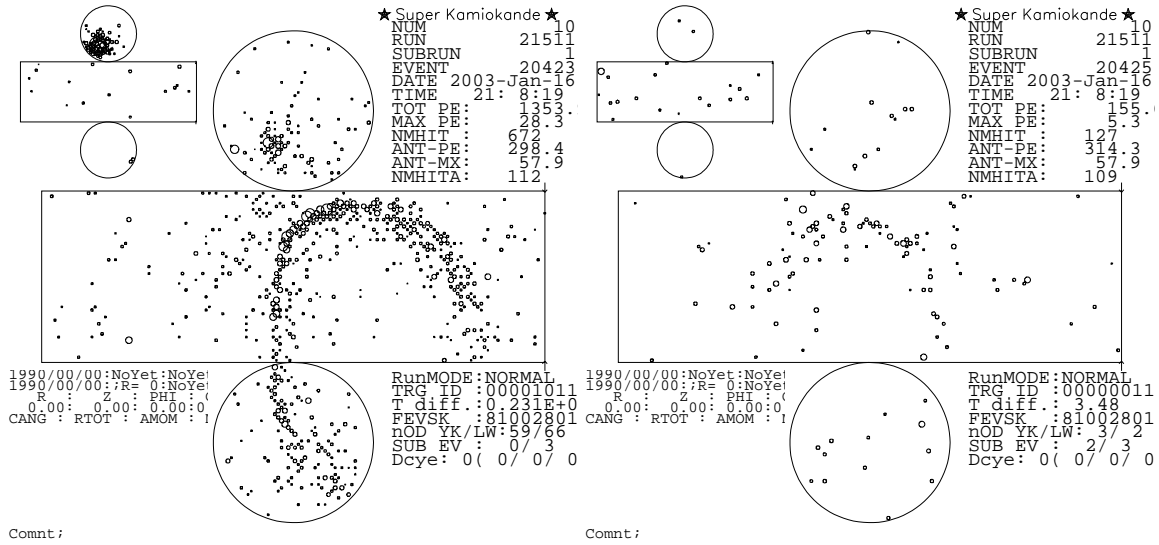 ★ Super Kamiokande ★
NUM 10
RUN 21511
SUBRUN 1
EVENT 20423
DATE 2003-Jan-16
TIME 21: 8:19
TOT PE: 1353.
MAX PE: 28.3
NMHIT : 672
ANT-PE: 298.4
ANT-MX: 57.9
NMHITA: 112
1990/00/00:NoYet:NoYet
1990/00/00:;R= 0:NoYet
R : Z : PHI :
0.00: 0.00: 0.00:0
CANG : RTOT : AMOM :
RunMODE:NORMAL
TRG ID :00001011
T diff.:0.231E+0
FEVSK :81002801
nOD YK/LW:59/66
SUB EV : 0/ 3
Dcye: 0( 0/ 0/ 0
Comnt;
★ Super Kamiokande ★
NUM 10
RUN 21511
SUBRUN 1
EVENT 20425
DATE 2003-Jan-16
TIME 21: 8:19
TOT PE: 155.
MAX PE: 5.3
NMHIT : 127
ANT-PE: 314.3
ANT-MX: 57.9
NMHITA: 109
1990/00/00:NoYet:NoYet
1990/00/00:;R= 0:NoYet
R : Z : PHI :
0.00: 0.00: 0.00:0
CANG : RTOT : AMOM :
RunMODE:NORMAL
TRG ID :00000011
T diff.: 3.48
FEVSK :81002801
nOD YK/LW: 3/ 2
SUB EV : 2/ 3
Dcye: 0( 0/ 0/ 0
Comnt;